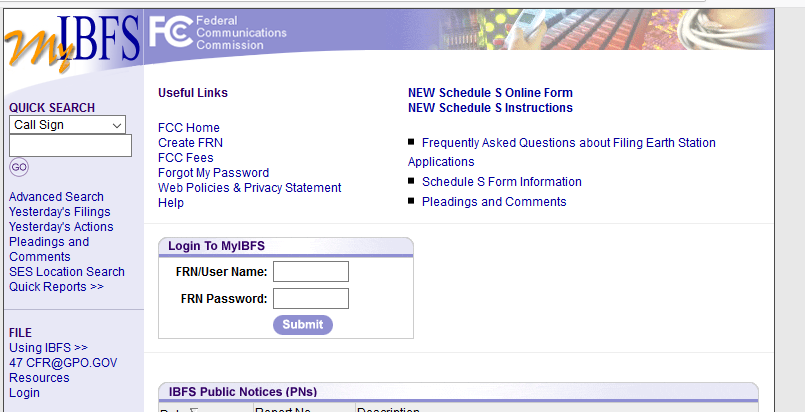 MyIBFS
FCC Federal
Communications
Commission
QUICK SEARCH
Call Sign
GO
Advanced Search
Yesterday's Filings
Yesterday's Actions
Pleadings and
Comments
SES Location Search
Quick Reports >>
FILE
Using IBFS >>
47 CFR@GPO.GOV
Resources
Login
Useful Links
FCC Home
Create FRN
FCC Fees
Forgot My Password
Web Policies & Privacy Statement
Help
NEW Schedule S Online Form
NEW Schedule S Instructions
Frequently Asked Questions about Filing Earth Station
Applications
Schedule S Form Information
Pleadings and Comments
Login To MyIBFS
FRN/User Name:
FRN Password:
Submit
IBFS Public Notices (PNs)
Report No. Description